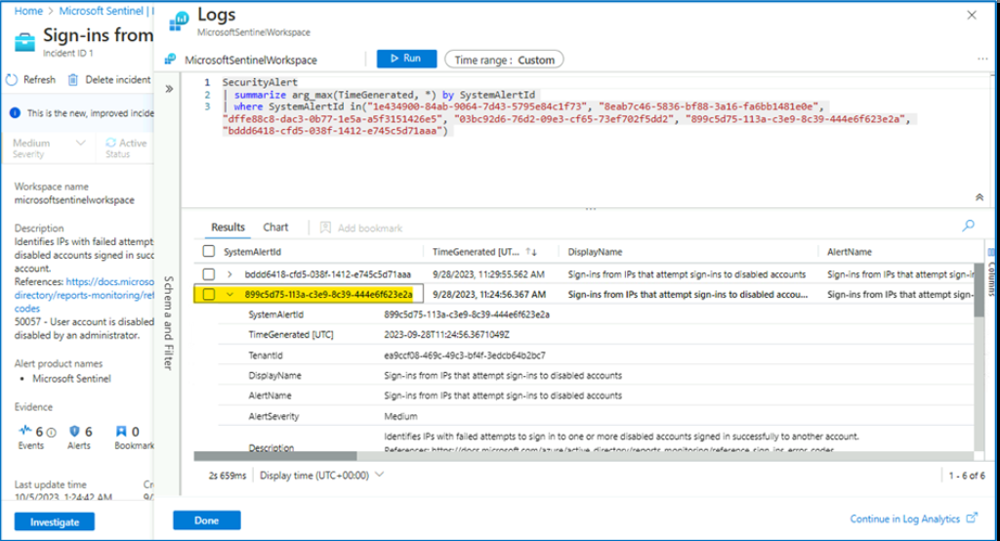 Home > Microsoft Sentinel |
Sign-ins from
Incident ID 1
Refresh Delete incident
This is the new, improved incide
Medium
Severity
Active
Status
Workspace name
microsoftsentinelworkspace
Description
Identifies IPs with failed attempt
disabled accounts signed in succ
account.
References: https://docs.microso
directory/reports-monitoring/ref
codes
50057 - User account is disabled
disabled by an administrator.
Alert product names
• Microsoft Sentinel
Evidence
6 6 0
Events Alerts Bookmark
Last update time
10/5/2023, 1:24:42 AM
Investigate
Logs
MicrosoftSentinelWorkspace
MicrosoftSentinelWorkspace
Run
Time range : Custom
Schema and Filter
1 SecurityAlert
2 | summarize arg_max(TimeGenerated, *) by SystemAlertId
3 | where SystemAlertId in("1e434900-84ab-9064-7d43-5795e84c1f73", "8eab7c46-5836-bf88-3a16-fa6bb1481e0e",
"dffe88c8-dac3-0b77-1e5a-a5f3151426e5", "03bc92d6-76d2-09e3-cf65-73ef702f5dd2", "899c5d75-113a-c3e9-8c39-444e6f623e2a",
"bddd6418-cfd5-038f-1412-e745c5d71aaa")
Results Chart Add bookmark
SystemAlertId TimeGenerated [UT... DisplayName AlertName
bddd6418-cfd5-038f-1412-e745c5d71aaa 9/28/2023, 11:29:55.562 AM Sign-ins from IPs that attempt sign-ins to disabled accounts Sign-ins from IPs that attempt sign-i
899c5d75-113a-c3e9-8c39-444e6f623e2a 9/28/2023, 11:24:56.367 AM Sign-ins from IPs that attempt sign-ins to disabled accou... Sign-ins from IPs that attempt sign-
SystemAlertId 899c5d75-113a-c3e9-8c39-444e6f623e2a
TimeGenerated [UTC] 2023-09-28T11:24:56.3671049Z
TenantId ea9ccf08-469c-49c3-bf4f-3edcb64b2bc7
DisplayName Sign-ins from IPs that attempt sign-ins to disabled accounts
AlertName Sign-ins from IPs that attempt sign-ins to disabled accounts
AlertSeverity Medium
Description Identifies IPs with failed attempts to sign in to one or more disabled accounts signed in successfully to another account.
References: https://docs.microsoft.com/azure/active_directory/reports_monitoring/reference_sign_ins_error_codes
Columns
2s 659ms Display time (UTC+00:00) 1 - 6 of 6
Done
Continue in Log Analytics